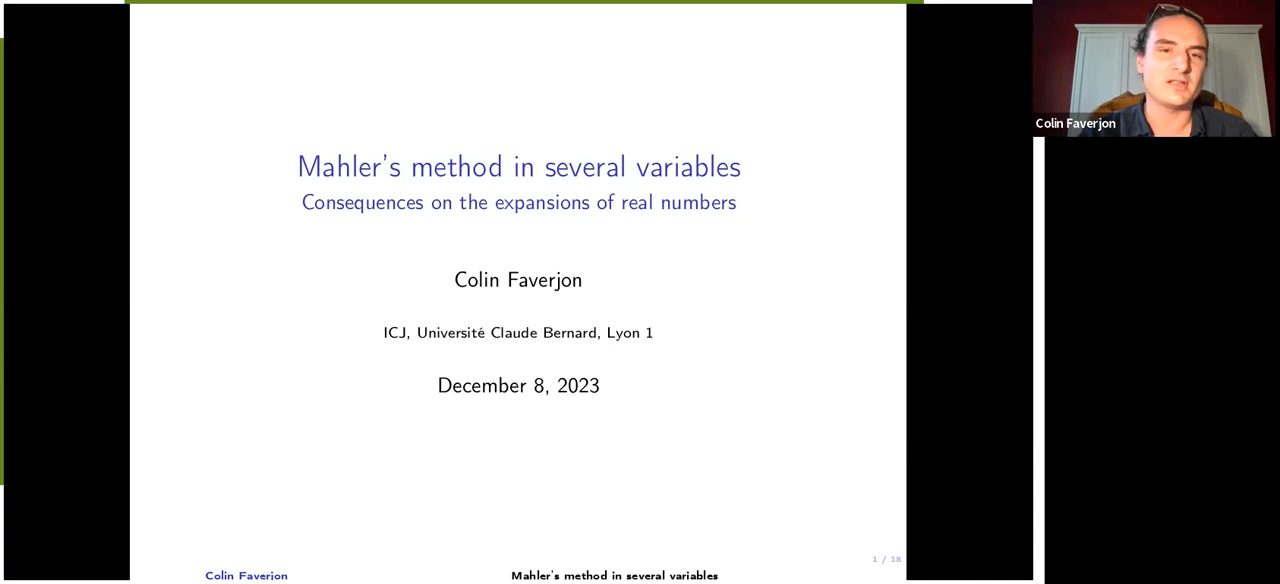 Mahler's method in several variables
Consequences on the expansions of real numbers
Colin Faverjon
ICJ, Université Claude Bernard, Lyon 1
December 8, 2023
1 / 18
Colin Faverjon
Mahler's method in several variables
Colin Faverjon